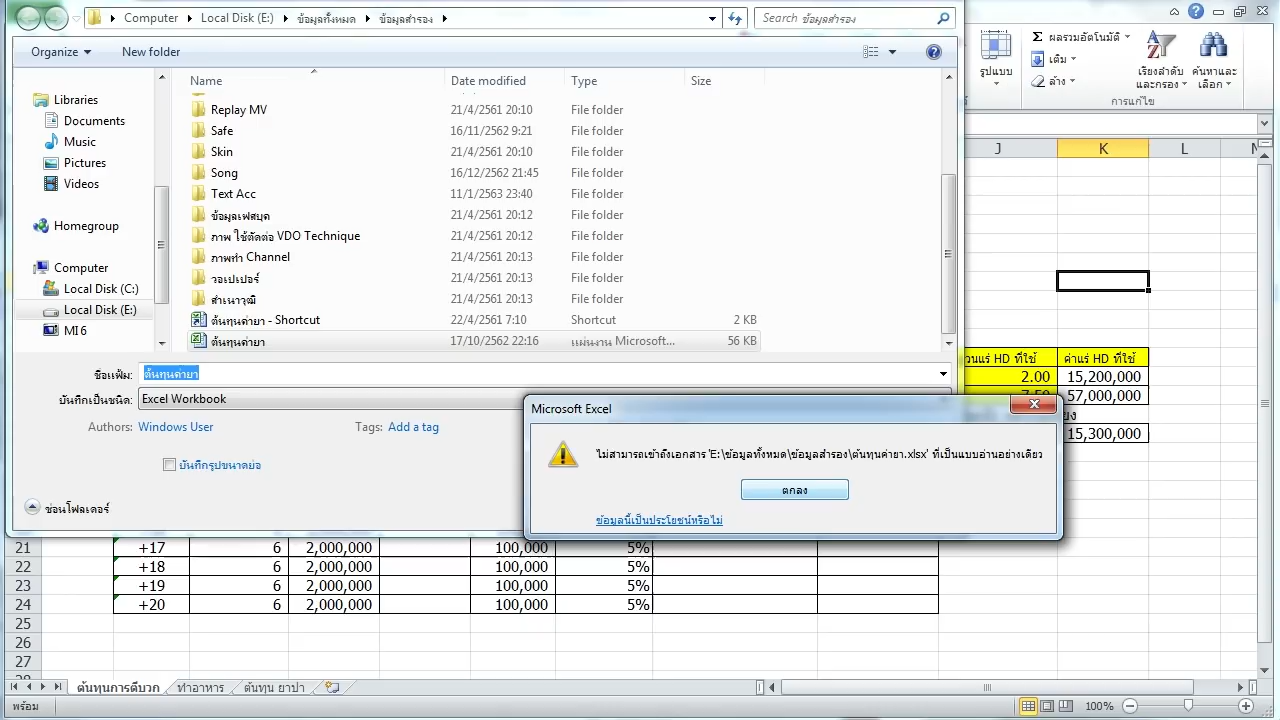 Computer ▸ Local Disk (E:) ▸ ข้อมูลทั้งหมด ▸ ข้อมูลสำรอง ▸
Search ข้อมูลสำรอง
Organize
New folder
Name
Date modified
Type
Size
Libraries
Documents
Music
Pictures
Videos
Homegroup
Computer
Local Disk (C:)
Local Disk (E:)
MI6
Replay MV 21/4/2561 20:10 File folder
Safe 16/11/2562 9:21 File folder
Skin 21/4/2561 20:10 File folder
Song 16/12/2562 21:45 File folder
Text Acc 11/1/2563 23:40 File folder
ข้อมูลเฟสบุค 21/4/2561 20:12 File folder
ภาพ ใช้ตัดต่อ VDO Technique 21/4/2561 20:12 File folder
ภาพทำ Channel 21/4/2561 20:13 File folder
วอเปเปอร์ 21/4/2561 20:13 File folder
สำเนาวุฒิ 21/4/2561 20:13 File folder
ต้นทุนค่ายา - Shortcut 22/4/2561 7:10 Shortcut 2 KB
ต้นทุนค่ายา 17/10/2562 22:16 แผ่นงาน Microsoft... 56 KB
ชื่อแฟ้ม: ต้นทุนค่ายา
บันทึกเป็นชนิด: Excel Workbook
Authors: Windows User
Tags: Add a tag
บันทึกรูปขนาดย่อ
ซ่อนโฟลเดอร์
Microsoft Excel
ไม่สามารถเข้าถึงเอกสาร 'E:\ข้อมูลทั้งหมด\ข้อมูลสำรอง\ต้นทุนค่ายา.xlsx' ที่เป็นแบบอ่านอย่างเดียว
ตกลง
ข้อมูลนี้เป็นประโยชน์หรือไม่
รูปแบบ
Σ ผลรวมอัตโนมัติ
เติม
ล้าง
เรียงลำดับ
และกรอง
ค้นหาและ
เลือก
การแก้ไข
J K L
วนแร่ HD ที่ใช้ ค่าแร่ HD ที่ใช้
2.00 15,200,000
7.50 57,000,000
15,300,000
21 +17 6 2,000,000 100,000 5%
22 +18 6 2,000,000 100,000 5%
23 +19 6 2,000,000 100,000 5%
24 +20 6 2,000,000 100,000 5%
25
26
27
ต้นทุนการตีบวก ทำอาหาร ต้นทุน ยาปา
พร้อม
100%